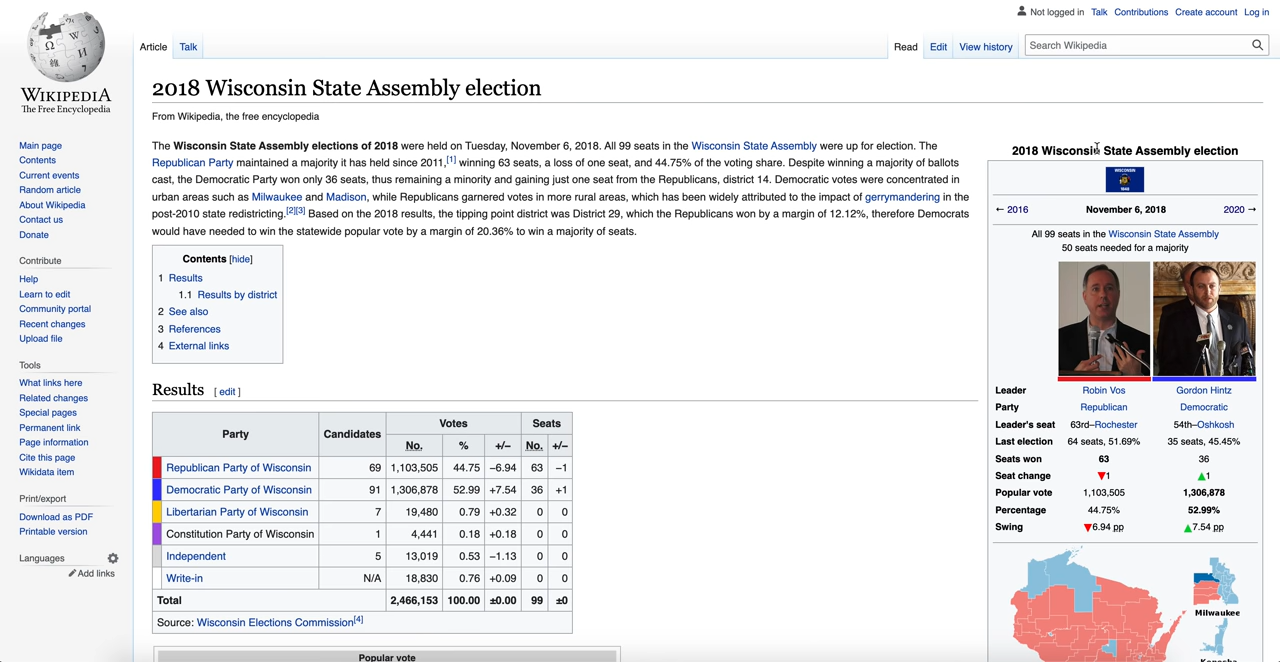 Not logged in Talk Contributions Create account Log in
Article Talk Read Edit View history Search Wikipedia
WIKIPEDIA
The Free Encyclopedia
Main page
Contents
Current events
Random article
About Wikipedia
Contact us
Donate
Contribute
Help
Learn to edit
Community portal
Recent changes
Upload file
Tools
What links here
Related changes
Special pages
Permanent link
Page information
Cite this page
Wikidata item
Print/export
Download as PDF
Printable version
Languages
Add links
2018 Wisconsin State Assembly election
From Wikipedia, the free encyclopedia
The Wisconsin State Assembly elections of 2018 were held on Tuesday, November 6, 2018. All 99 seats in the Wisconsin State Assembly were up for election. The
Republican Party maintained a majority it has held since 2011,[1] winning 63 seats, a loss of one seat, and 44.75% of the voting share. Despite winning a majority of ballots
cast, the Democratic Party won only 36 seats, thus remaining a minority and gaining just one seat from the Republicans, district 14. Democratic votes were concentrated in
urban areas such as Milwaukee and Madison, while Republicans garnered votes in more rural areas, which has been widely attributed to the impact of gerrymandering in the
post-2010 state redistricting.[2][3] Based on the 2018 results, the tipping point district was District 29, which the Republicans won by a margin of 12.12%, therefore Democrats
would have needed to win the statewide popular vote by a margin of 20.36% to win a majority of seats.
Contents [hide]
1 Results
1.1 Results by district
2 See also
3 References
4 External links
Results [ edit ]
Party Candidates Votes Seats
No. % +/− No. +/−
Republican Party of Wisconsin 69 1,103,505 44.75 −6.94 63 −1
Democratic Party of Wisconsin 91 1,306,878 52.99 +7.54 36 +1
Libertarian Party of Wisconsin 7 19,480 0.79 +0.32 0 0
Constitution Party of Wisconsin 1 4,441 0.18 +0.18 0 0
Independent 5 13,019 0.53 −1.13 0 0
Write-in N/A 18,830 0.76 +0.09 0 0
Total 2,466,153 100.00 ±0.00 99 ±0
Source: Wisconsin Elections Commission[4]
Popular vote
2018 Wisconsin State Assembly election
WISCONSIN
1848
← 2016 November 6, 2018 2020 →
All 99 seats in the Wisconsin State Assembly
50 seats needed for a majority
Leader Robin Vos Gordon Hintz
Party Republican Democratic
Leader's seat 63rd–Rochester 54th–Oshkosh
Last election 64 seats, 51.69% 35 seats, 45.45%
Seats won 63 36
Seat change ▼1 ▲1
Popular vote 1,103,505 1,306,878
Percentage 44.75% 52.99%
Swing ▼6.94 pp ▲7.54 pp
Milwaukee